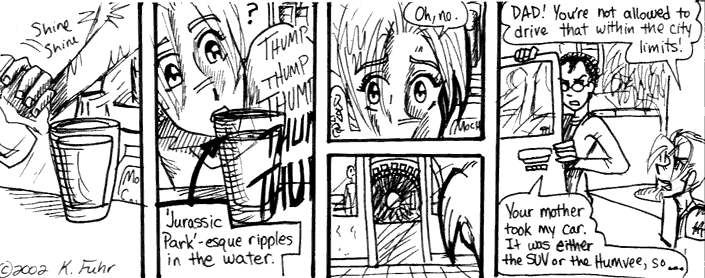 Shine
Shine
©2002 K. Fuhr
?
THUMP
THUMP
THUMP
'Jurassic
Park'-esque ripples
in the water.
Oh, no.
DAD! You're not allowed to
drive that within the city
limits!
Your mother
took my car.
It was either
the SUV or the Humvee, so...